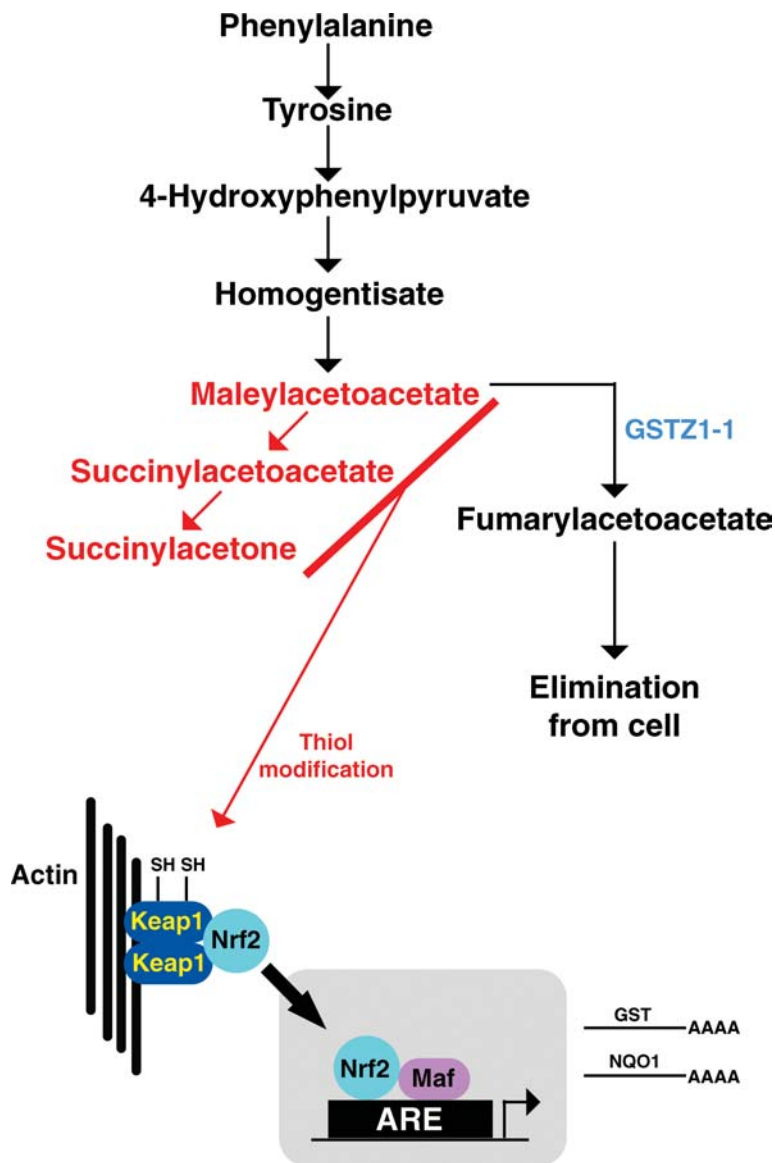 Phenylalanine
Tyrosine
4-Hydroxyphenylpyruvate
Homogentisate
Maleylacetoacetate
GSTZ1-1
Succinylacetoacetate
Fumarylacetoacetate
Succinylacetone
Elimination
from cell
Thiol
modification
Actin
SH SH
Keap1
Nrf2
Keap1
GST AAAA
NQO1 AAAA
Nrf2
Maf
ARE